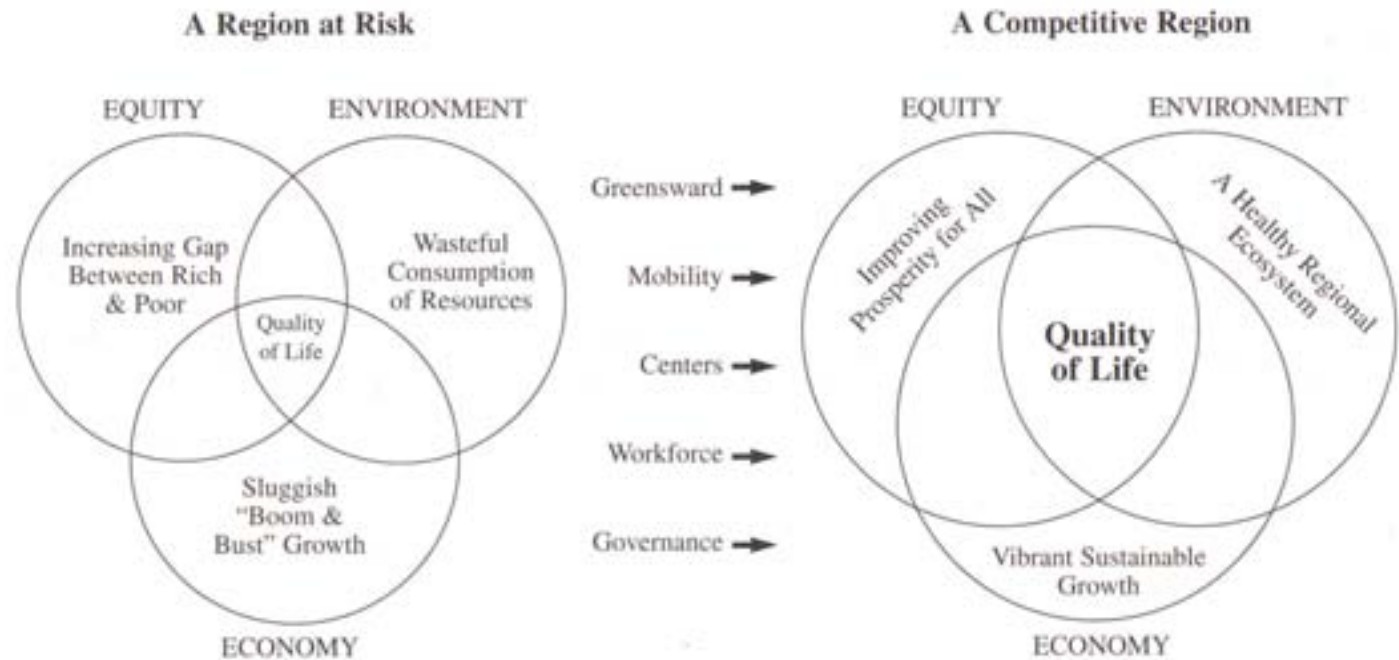 A Region at Risk
EQUITY
ENVIRONMENT
Increasing Gap
Between Rich
& Poor
Wasteful
Consumption
of Resources
Quality
of Life
Sluggish
"Boom &
Bust" Growth
ECONOMY
Greensward
Mobility
Centers
Workforce
Governance
A Competitive Region
EQUITY
ENVIRONMENT
Improving
Prosperity for All
A Healthy Regional
Ecosystem
Quality
of Life
Vibrant Sustainable
Growth
ECONOMY